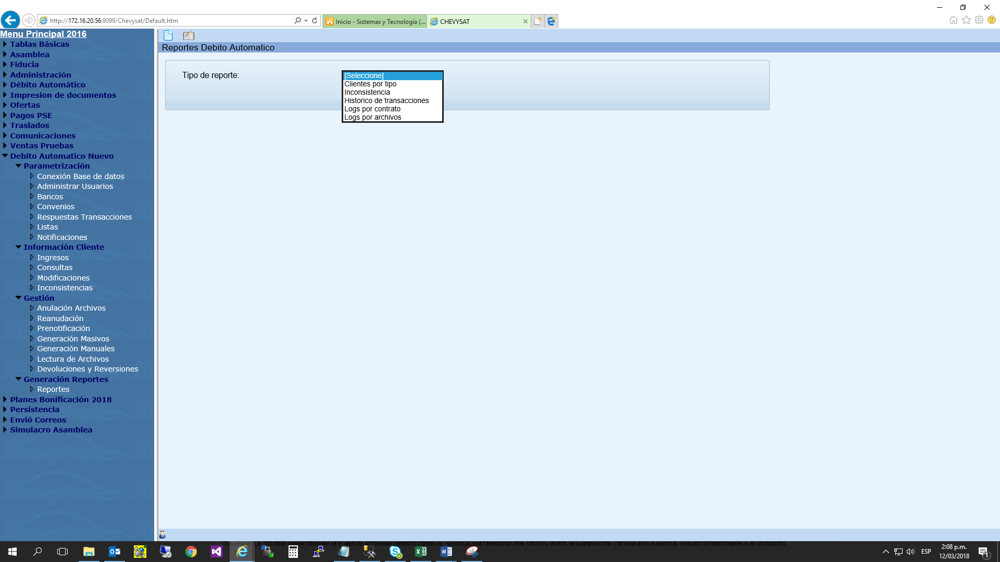 http://172.16.20.56:8099/Chevysat/Default.htm
Inicio - Sistemas y Tecnología (...
CHEVYSAT
Menu Principal 2016
Tablas Básicas
Asamblea
Fiducia
Administración
Débito Automático
Impresion de documentos
Ofertas
Pagos PSE
Traslados
Comunicaciones
Ventas Pruebas
Debito Automatico Nuevo
Parametrización
Conexión Base de datos
Administrar Usuarios
Bancos
Convenios
Respuestas Transacciones
Listas
Notificaciones
Información Cliente
Ingresos
Consultas
Modificaciones
Inconsistencias
Gestión
Anulación Archivos
Reanudación
Prenotificación
Generación Masivos
Generación Manuales
Lectura de Archivos
Devoluciones y Reversiones
Generación Reportes
Reportes
Planes Bonificación 2018
Persistencia
Envió Correos
Simulacro Asamblea
Reportes Debito Automatico
Tipo de reporte:
[Seleccione]
Clientes por tipo
Inconsistencia
Historico de transacciones
Logs por contrato
Logs por archivos
ESP
2:08 p.m.
12/03/2018
1